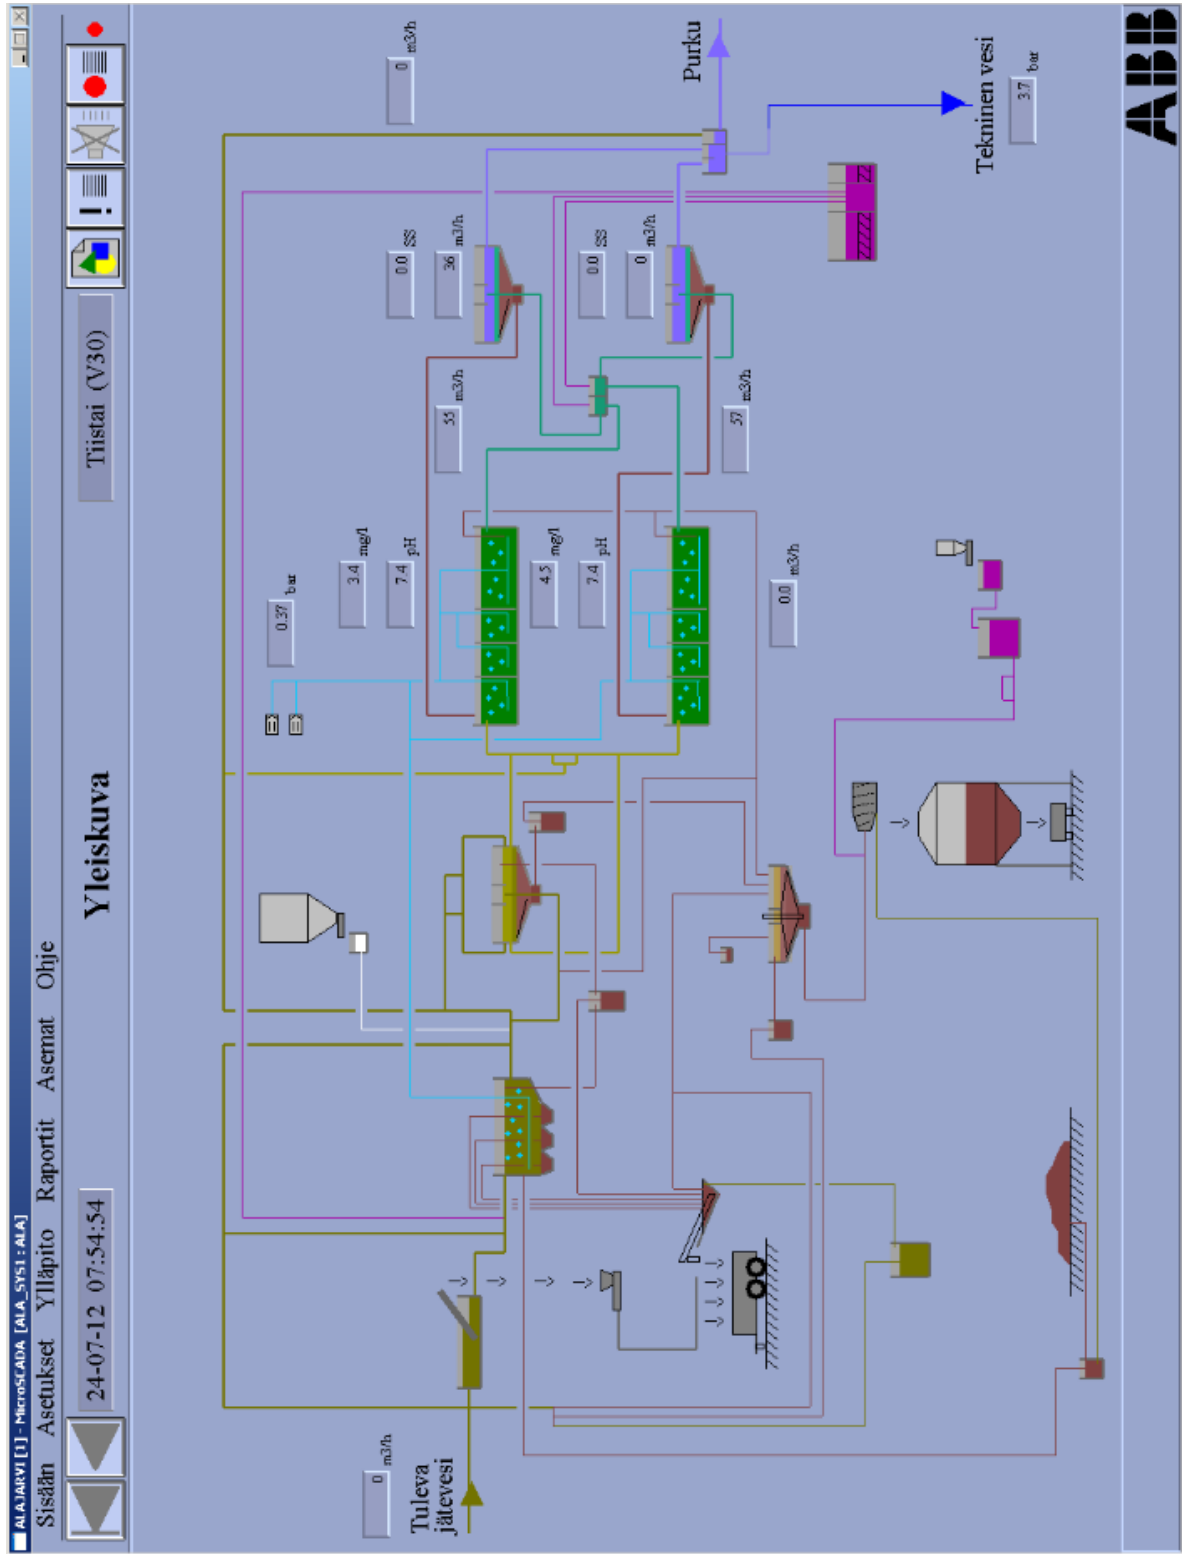 ALAJARVI [1] - MicroSCADA [ALA_SYS1 : ALA]
Sisään Asetukset Ylläpito Raportit Asemat Ohje
24-07-12 07:54:54
Yleiskuva
Tiistai (V30)
0 m3/h
Tuleva
jätevesi
0.37 bar
3.4 mg/l
7.4 pH
4.5 mg/l
7.4 pH
0.0 m3/h
55 m3/h
57 m3/h
0.0 SS
36 m3/h
0.0 SS
0 m3/h
0 m3/h
Purku
Tekninen vesi
3.7 bar
ABB